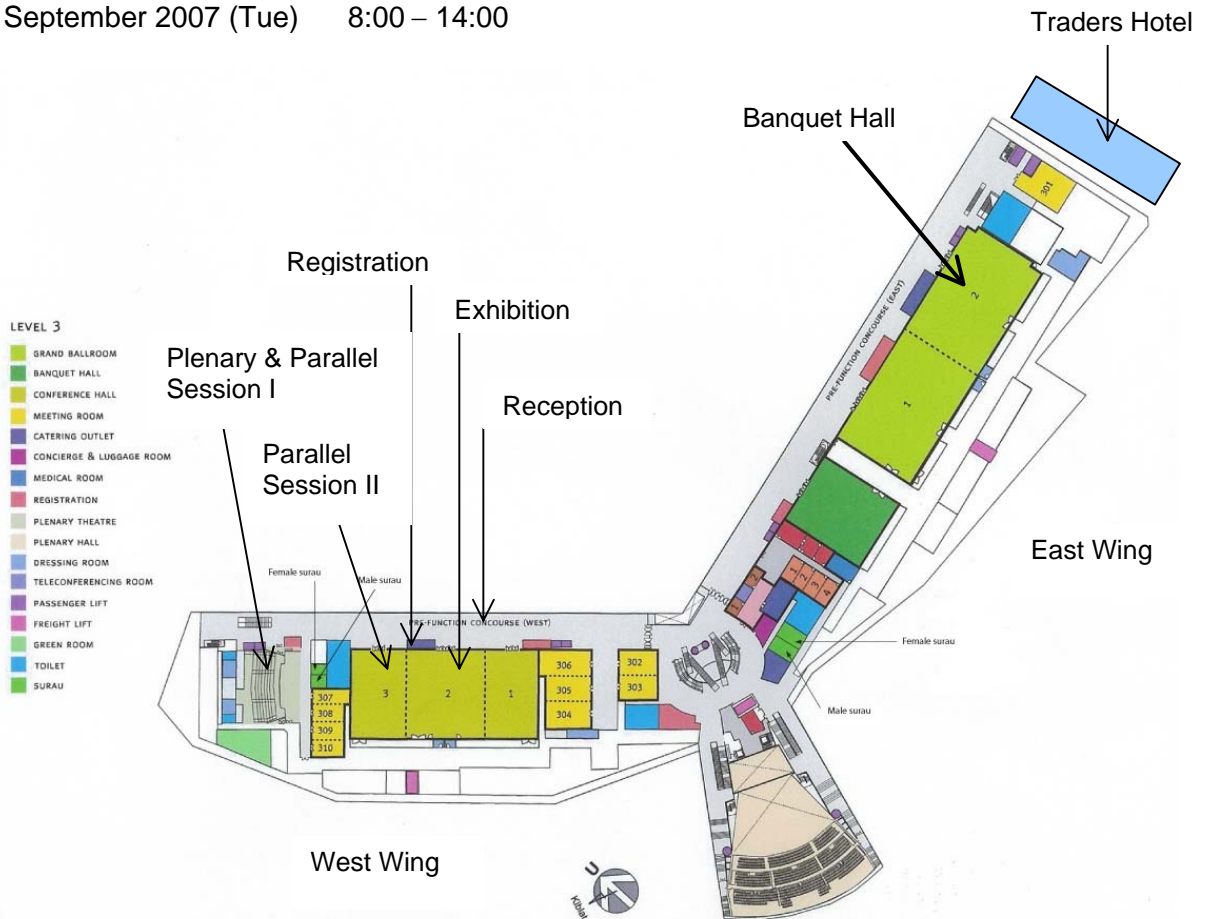 September 2007 (Tue) 8:00 – 14:00
Traders Hotel
Banquet Hall
Registration
Exhibition
Plenary & Parallel
Session I
Reception
Parallel
Session II
LEVEL 3
GRAND BALLROOM
BANQUET HALL
CONFERENCE HALL
MEETING ROOM
CATERING OUTLET
CONCIERGE & LUGGAGE ROOM
MEDICAL ROOM
REGISTRATION
PLENARY THEATRE
PLENARY HALL
DRESSING ROOM
TELECONFERENCING ROOM
PASSENGER LIFT
FREIGHT LIFT
GREEN ROOM
TOILET
SURAU
301
2
PRE-FUNCTION CONCOURSE (EAST)
1
East Wing
1
2
3
4
2
1
Female surau
Male surau
Female surau
Male surau
PRE-FUNCTION CONCOURSE (WEST)
307
308
309
310
3
2
1
306
305
304
302
303
West Wing
U
Kiblat